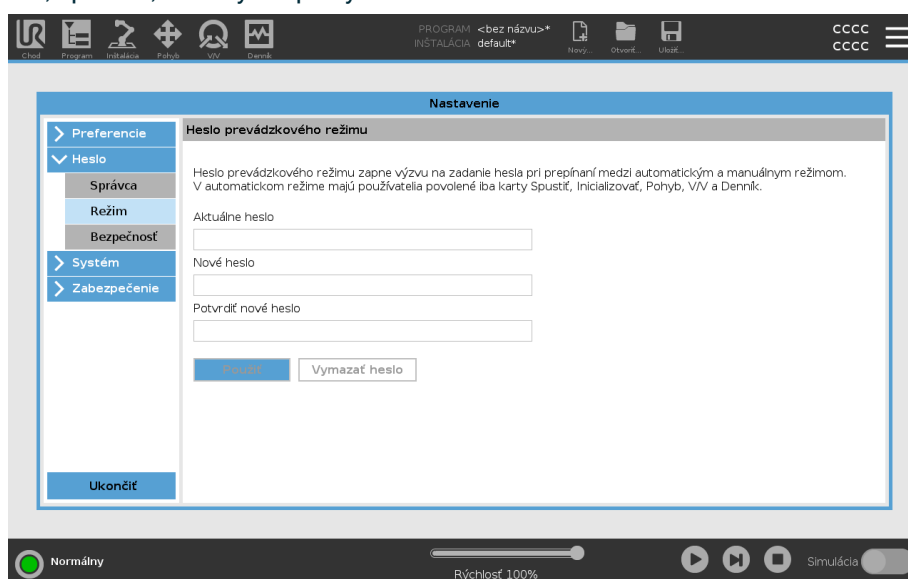 PROGRAM <bez názvu>*
INŠTALÁCIA default*
Chod Program Inštalácia Pohyb V/V Denník
Nový... Otvoriť... Uložiť...
cccc
cccc
Nastavenie
Preferencie
Heslo
Správca
Režim
Bezpečnosť
Systém
Zabezpečenie
Ukončiť
Heslo prevádzkového režimu
Heslo prevádzkového režimu zapne výzvu na zadanie hesla pri prepínaní medzi automatickým a manuálnym režimom.
V automatickom režime majú používatelia povolené iba karty Spustiť, Inicializovať, Pohyb, V/V a Denník.
Aktuálne heslo
Nové heslo
Potvrdiť nové heslo
Použiť Vymazať heslo
Normálny
Rýchlosť 100%
Simulácia